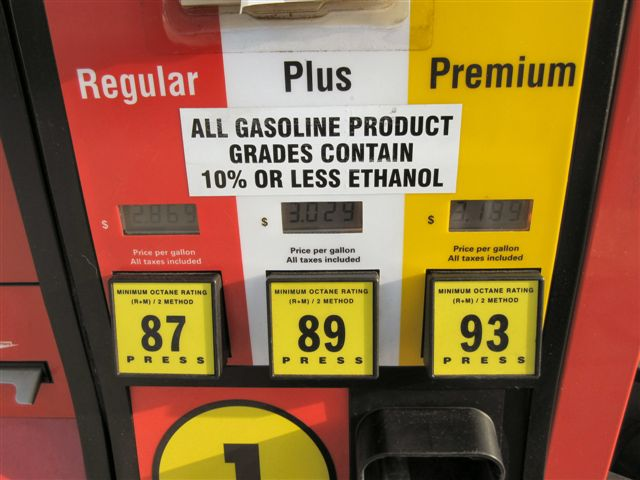 Regular Plus Premium
ALL GASOLINE PRODUCT
GRADES CONTAIN
10% OR LESS ETHANOL
$ 2.869 $ 3.029 $ 3.189
Price per gallon Price per gallon Price per gallon
All taxes included All taxes included All taxes included
MINIMUM OCTANE RATING MINIMUM OCTANE RATING MINIMUM OCTANE RATING
(R+M) / 2 METHOD (R+M) / 2 METHOD (R+M) / 2 METHOD
87 89 93
PRESS PRESS PRESS
1